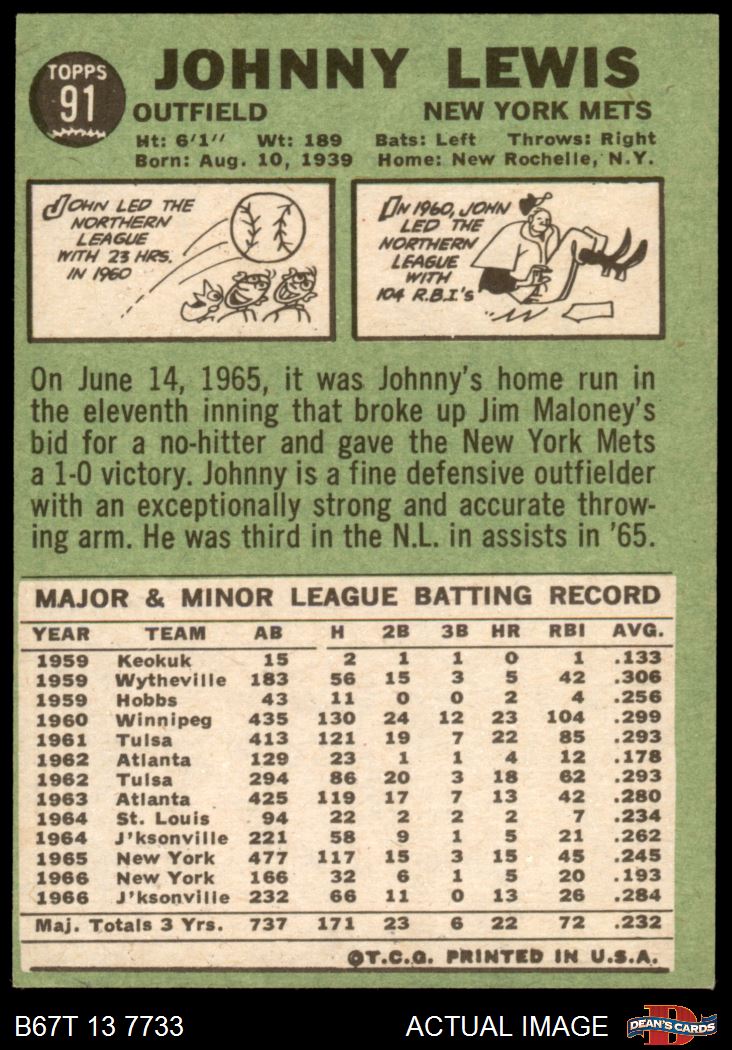 TOPPS
91
JOHNNY LEWIS
OUTFIELD NEW YORK METS
Ht: 6'1" Wt: 189 Bats: Left Throws: Right
Born: Aug. 10, 1939 Home: New Rochelle, N.Y.
JOHN LED THE
NORTHERN
LEAGUE
WITH 23 HRS.
IN 1960
IN 1960, JOHN
LED THE
NORTHERN
LEAGUE
WITH
104 R.B.I.'s
On June 14, 1965, it was Johnny's home run in
the eleventh inning that broke up Jim Maloney's
bid for a no-hitter and gave the New York Mets
a 1-0 victory. Johnny is a fine defensive outfielder
with an exceptionally strong and accurate throw-
ing arm. He was third in the N.L. in assists in '65.
MAJOR & MINOR LEAGUE BATTING RECORD
YEAR TEAM AB H 2B 3B HR RBI AVG.
1959 Keokuk 15 2 1 1 0 1 .133
1959 Wytheville 183 56 15 3 5 42 .306
1959 Hobbs 43 11 0 0 2 4 .256
1960 Winnipeg 435 130 24 12 23 104 .299
1961 Tulsa 413 121 19 7 22 85 .293
1962 Atlanta 129 23 1 1 4 12 .178
1962 Tulsa 294 86 20 3 18 62 .293
1963 Atlanta 425 119 17 7 13 42 .280
1964 St. Louis 94 22 2 2 2 7 .234
1964 J'ksonville 221 58 9 1 5 21 .262
1965 New York 477 117 15 3 15 45 .245
1966 New York 166 32 6 1 5 20 .193
1966 J'ksonville 232 66 11 0 13 26 .284
Maj. Totals 3 Yrs. 737 171 23 6 22 72 .232
©T.C.G. PRINTED IN U.S.A.
B67T 13 7733 ACTUAL IMAGE
D
DEAN'S CARDS